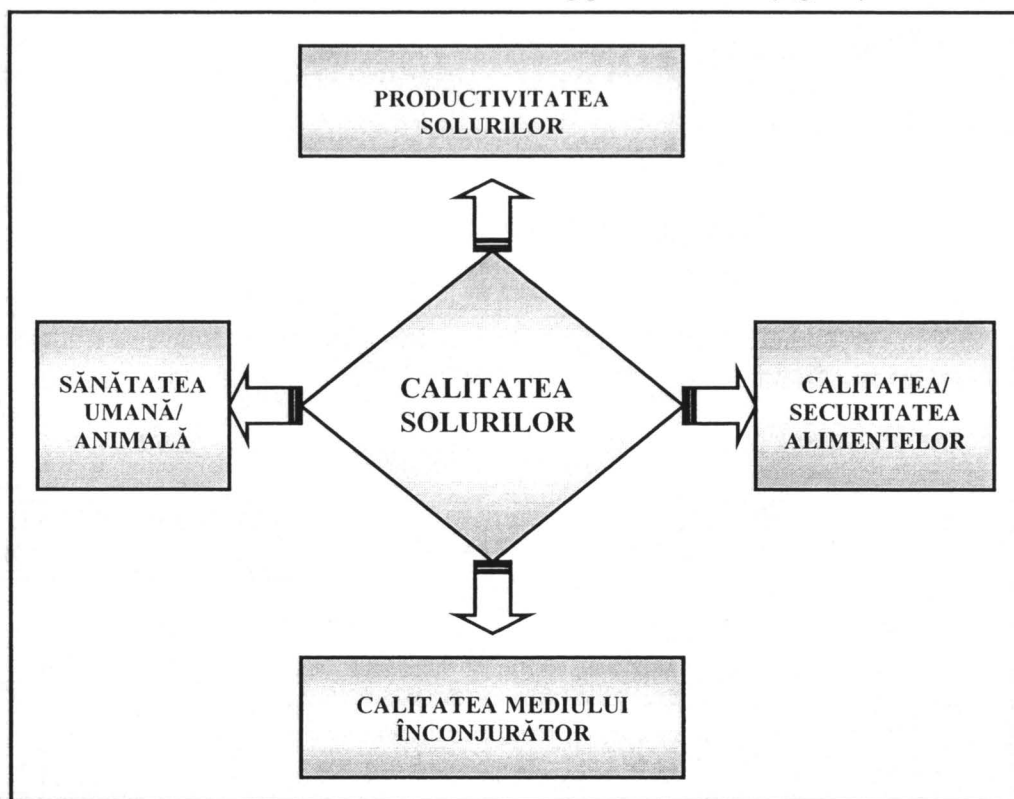 PRODUCTIVITATEA
SOLURILOR
SĂNĂTATEA
UMANĂ/
ANIMALĂ
CALITATEA
SOLURILOR
CALITATEA/
SECURITATEA
ALIMENTELOR
CALITATEA MEDIULUI
ÎNCONJURĂTOR